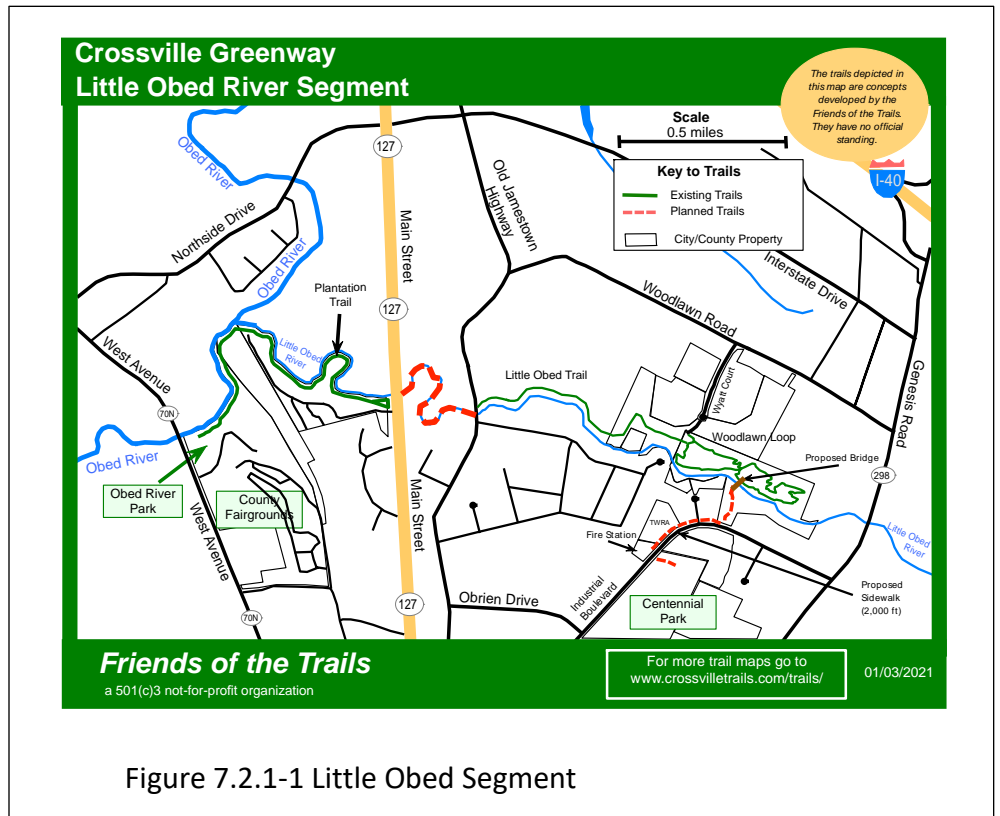 Crossville Greenway
Little Obed River Segment
The trails depicted in
this map are concepts
developed by the
Friends of the Trails.
They have no official
standing.
Scale
0.5 miles
Key to Trails
Existing Trails
Planned Trails
City/County Property
I-40
127
Obed River
Northside Drive
Main Street
Old Jamestown
Highway
Interstate Drive
Obed River
Plantation
Trail
127
Woodlawn Road
Little Obed
River
West Avenue
Genesis Road
Little Obed Trail
Wyatt Court
70N
Woodlawn Loop
Proposed Bridge
Obed River
298
Obed River
Park
County
Fairgrounds
Main Street
West Avenue
TWRA
Fire Station
Little Obed
River
Industrial
Boulevard
Proposed
Sidewalk
(2,000 ft)
Obrien Drive
127
Centennial
Park
70N
Friends of the Trails
a 501(c)3 not-for-profit organization
For more trail maps go to
www.crossvilletrails.com/trails/
01/03/2021
Figure 7.2.1-1 Little Obed Segment